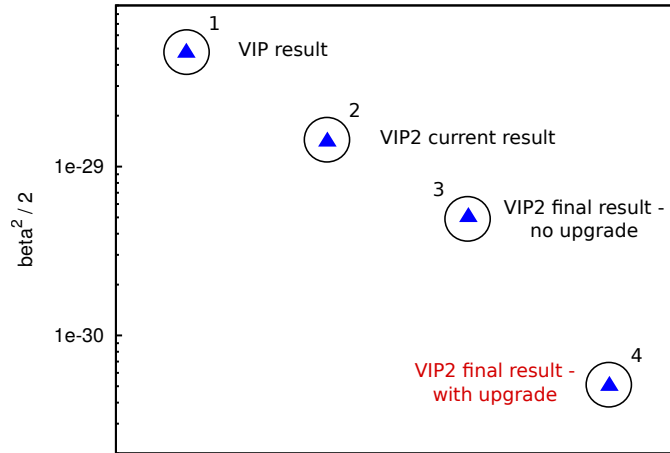 1
VIP result
2
VIP2 current result
1e-29
3
VIP2 final result -
no upgrade
beta² / 2
1e-30
4
VIP2 final result -
with upgrade